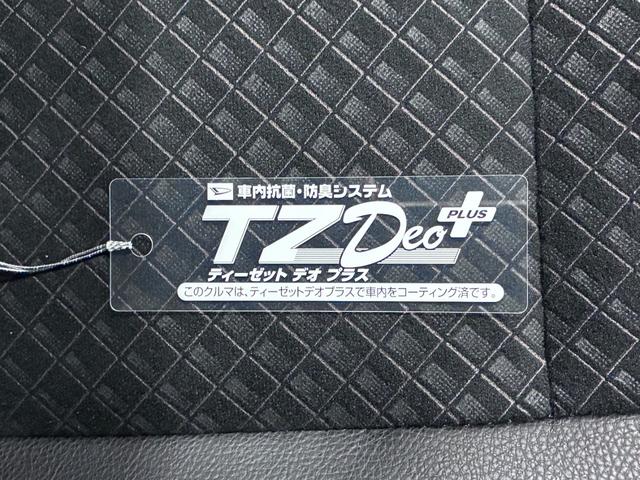 車内抗菌・防臭システム
TZDeo PLUS
ティーゼット デオ プラス
このクルマは、ティーゼットデオプラスで車内をコーティング済です。